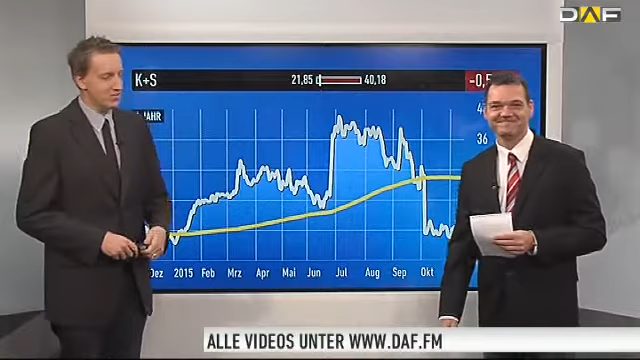 DAF
K+S
21,85
40,18
-0,5
JAHR
36
Dez 2015 Feb Mrz Apr Mai Jun Jul Aug Sep Okt
ALLE VIDEOS UNTER WWW.DAF.FM